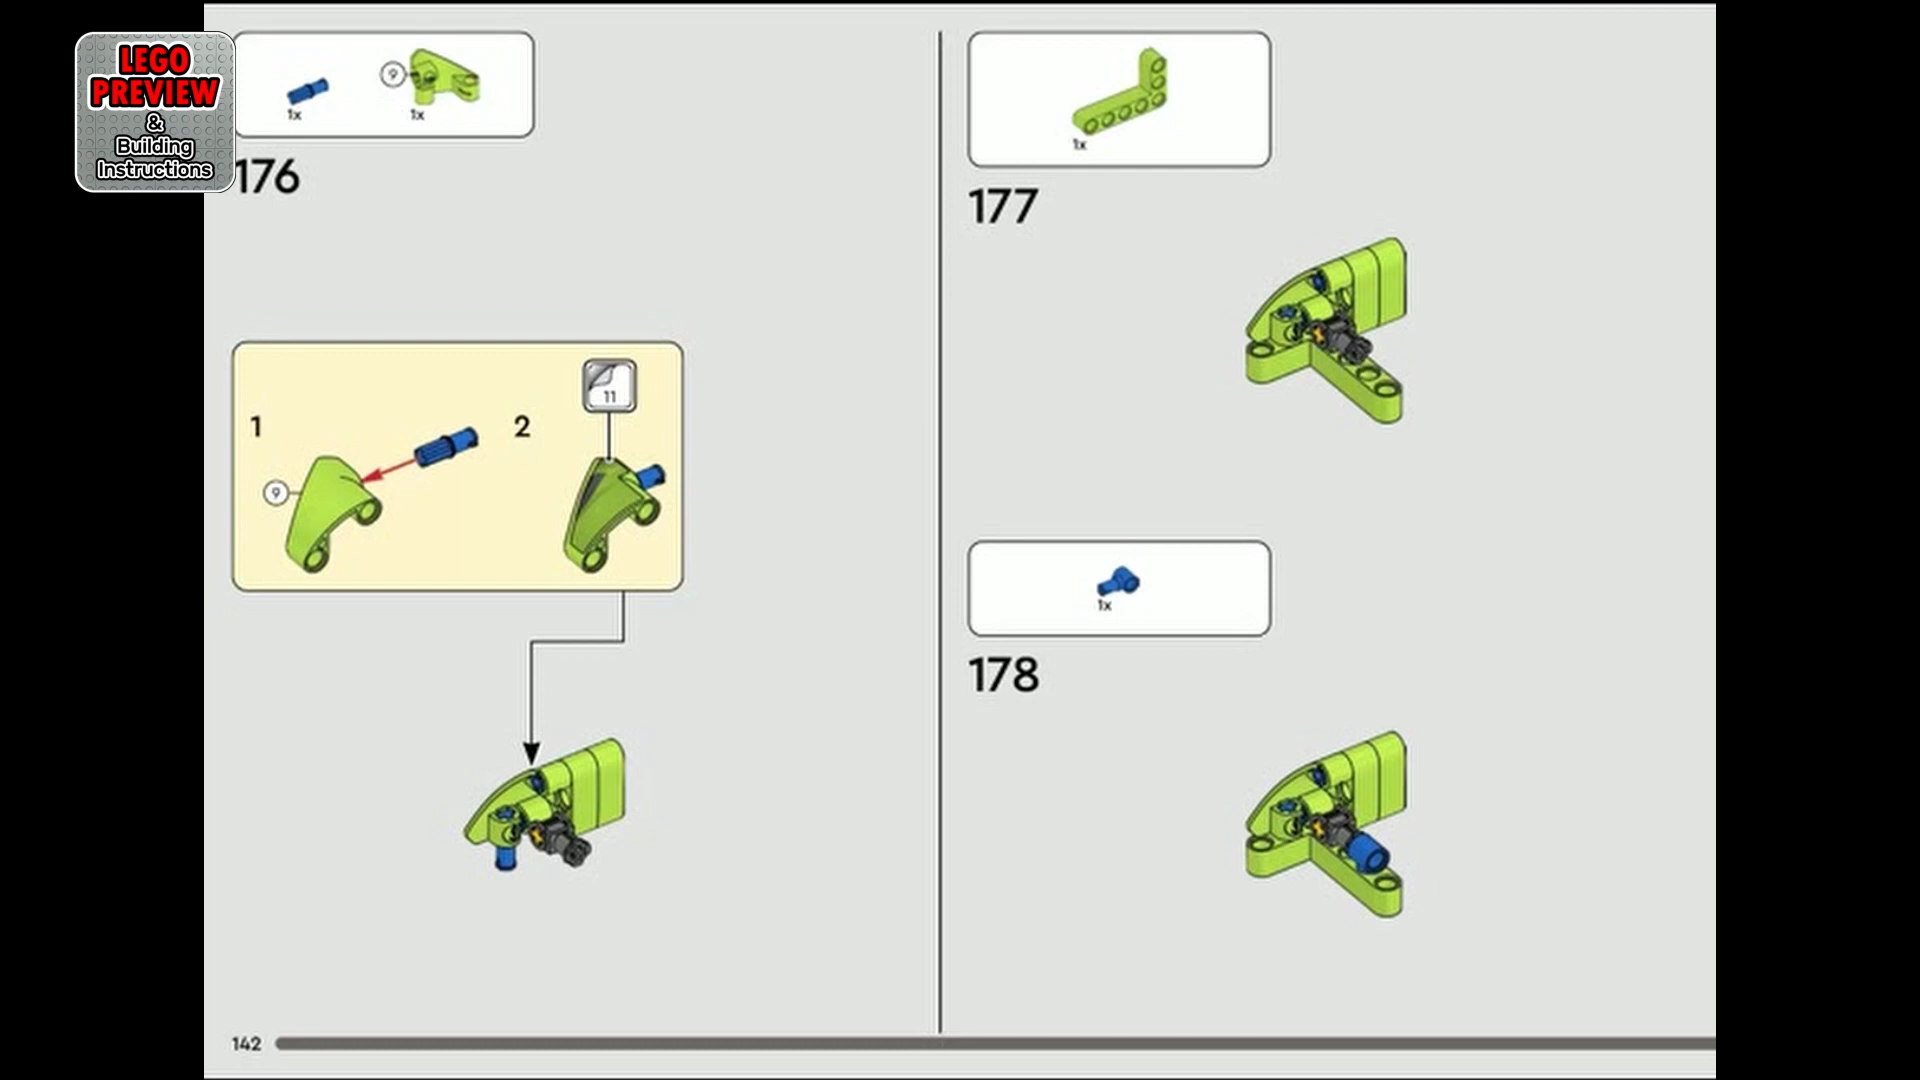 LEGO
PREVIEW
&
Building
Instructions
9
1x
1x
176
1
2
11
9
1x
177
1x
178
142